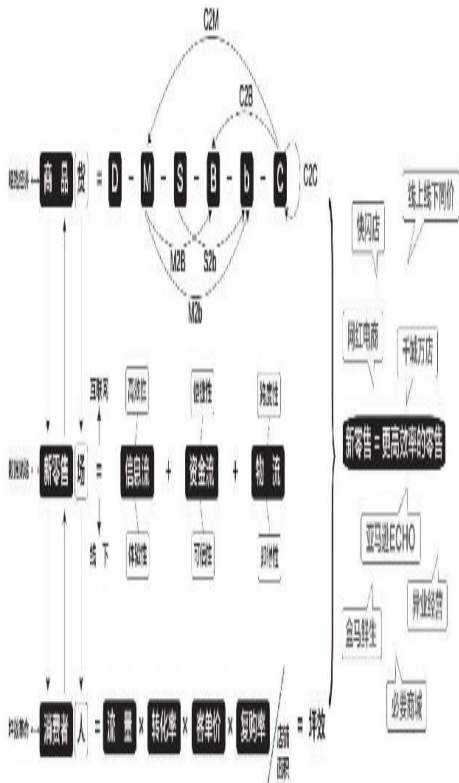 C2M
C2B
C2C
商品 货 = D - M - S - B - b - C
M2B
S2b
M2b
互联网
高效性
便捷性
跨度性
新零售 场 = 信息流 + 资金流 + 物流
线下
体验性
可信性
即得性
消费者 人 = 流量 × 转化率 × 客单价 × 复购率 / = 坪效
快闪店
线上线下同价
网红电商
千城万店
新零售=更高效率的零售
亚马逊ECHO
异业经营
盒马鲜生
必要商城